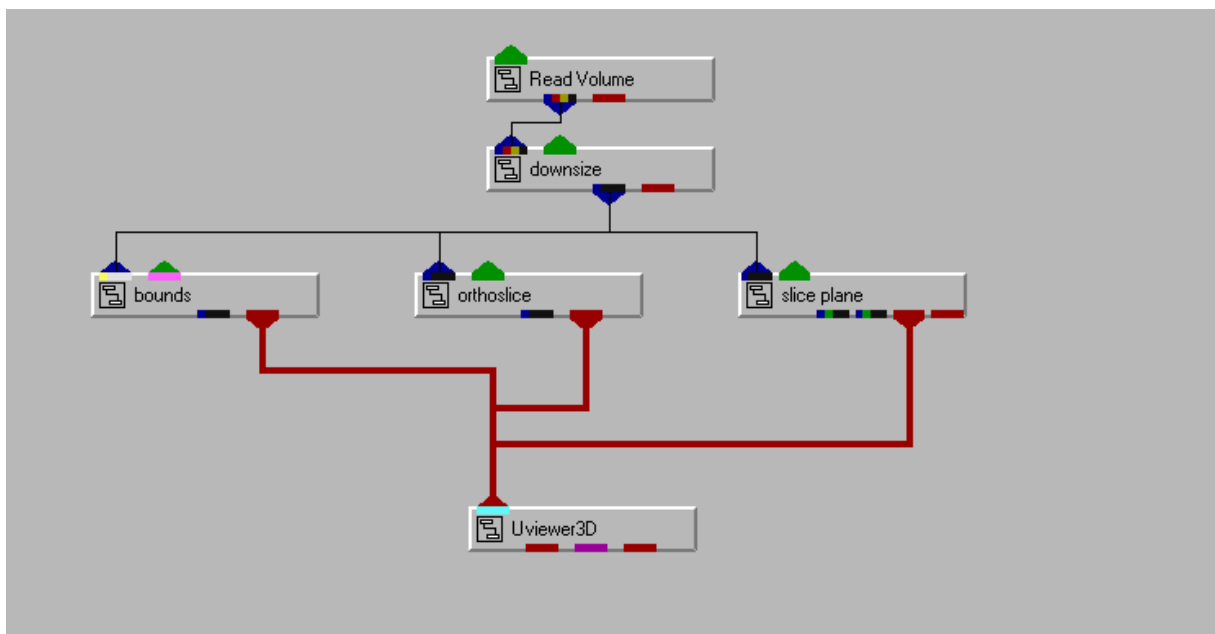 Read Volume
downsize
bounds
orthoslice
slice plane
Uviewer3D